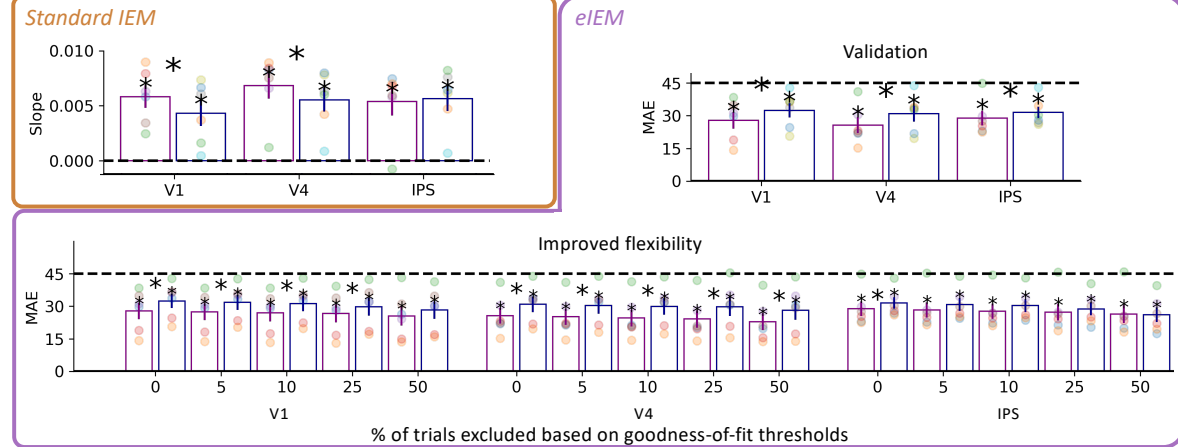 Standard IEM
eIEM
Slope
0.010
0.005
0.000
* *
* * * * * *
V1 V4 IPS
Validation
MAE
45
30
15
0
* * *
* * * * * *
V1 V4 IPS
Improved flexibility
MAE
45
30
15
0
* * * * * * * * * *
* * * * * * * * * * * * * * * * * * * * * * * * * * * * * *
0 5 10 25 50 0 5 10 25 50 0 5 10 25 50
V1 V4 IPS
% of trials excluded based on goodness-of-fit thresholds